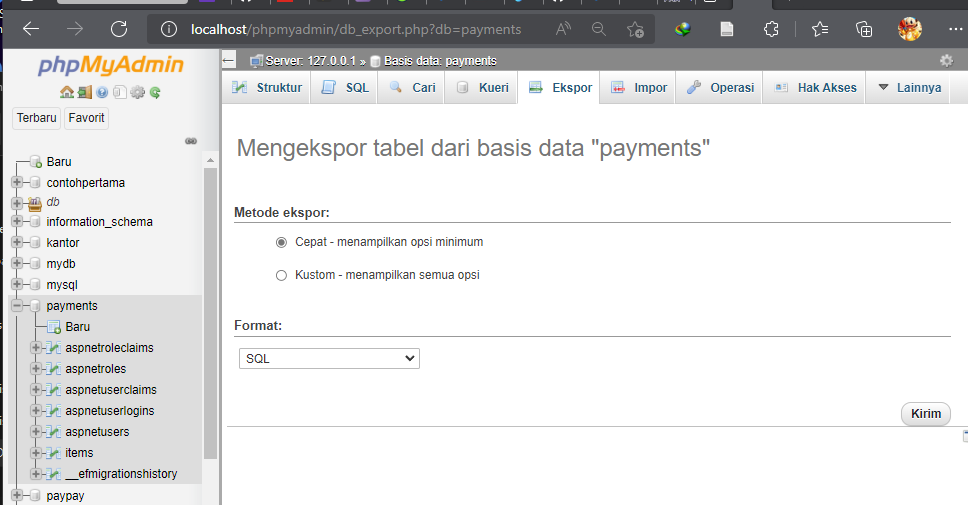 localhost/phpmyadmin/db_export.php?db=payments
phpMyAdmin
Terbaru Favorit
Baru
contohpertama
db
information_schema
kantor
mydb
mysql
payments
Baru
aspnetroleclaims
aspnetroles
aspnetuserclaims
aspnetuserlogins
aspnetusers
items
__efmigrationshistory
paypay
Server: 127.0.0.1 » Basis data: payments
Struktur SQL Cari Kueri Ekspor Impor Operasi Hak Akses Lainnya
Mengekspor tabel dari basis data "payments"
Metode ekspor:
Cepat - menampilkan opsi minimum
Kustom - menampilkan semua opsi
Format:
SQL
Kirim